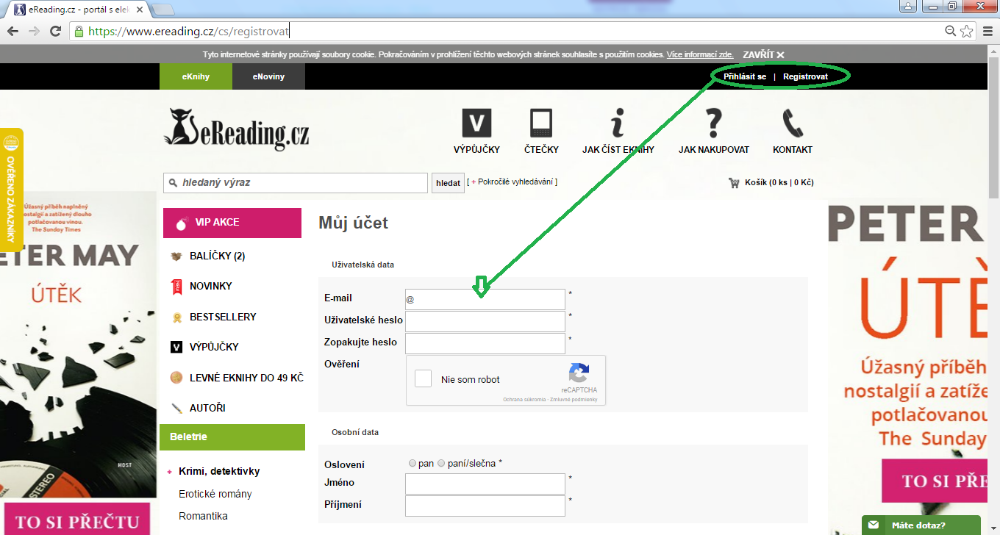 eReading.cz - portál s elek
https://www.ereading.cz/cs/registrovat
Tyto internetové stránky používají soubory cookie. Pokračováním v prohlížení těchto webových stránek souhlasíte s použitím cookies. Více informací zde. ZAVŘÍT
eKnihy eNoviny Přihlásit se | Registrovat
eReading.cz
V
VÝPŮJČKY ČTEČKY JAK ČÍST EKNIHY JAK NAKUPOVAT KONTAKT
OVĚŘENO ZÁKAZNÍKY
hledaný výraz hledat [ + Pokročilé vyhledávání ] Košík (0 ks | 0 Kč)
Úžasný příběh naplněný
nostalgií a zatížený dlouho
potlačovanou vinou.
The Sunday Times
ETER MAY
ÚTĚK
MOST
STEREO
TO SI PŘEČTU
VIP AKCE
BALÍČKY (2)
NOVINKY
BESTSELLERY
V VÝPŮJČKY
LEVNÉ EKNIHY DO 49 KČ
AUTOŘI
Beletrie
+ Krimi, detektivky
Erotické romány
Romantika
Můj účet
Uživatelská data
E-mail @ *
Uživatelské heslo *
Zopakujte heslo *
Ověření
Nie som robot
reCAPTCHA
Ochrana súkromia - Zmluvné podmienky
Osobní data
Oslovení pan paní/slečna *
Jméno *
Příjmení *
PETER
ÚTĚ
Úžasný příběh
nostalgií a zatíže
potlačovanou
The Sunday
TO SI PŘE
Máte dotaz?